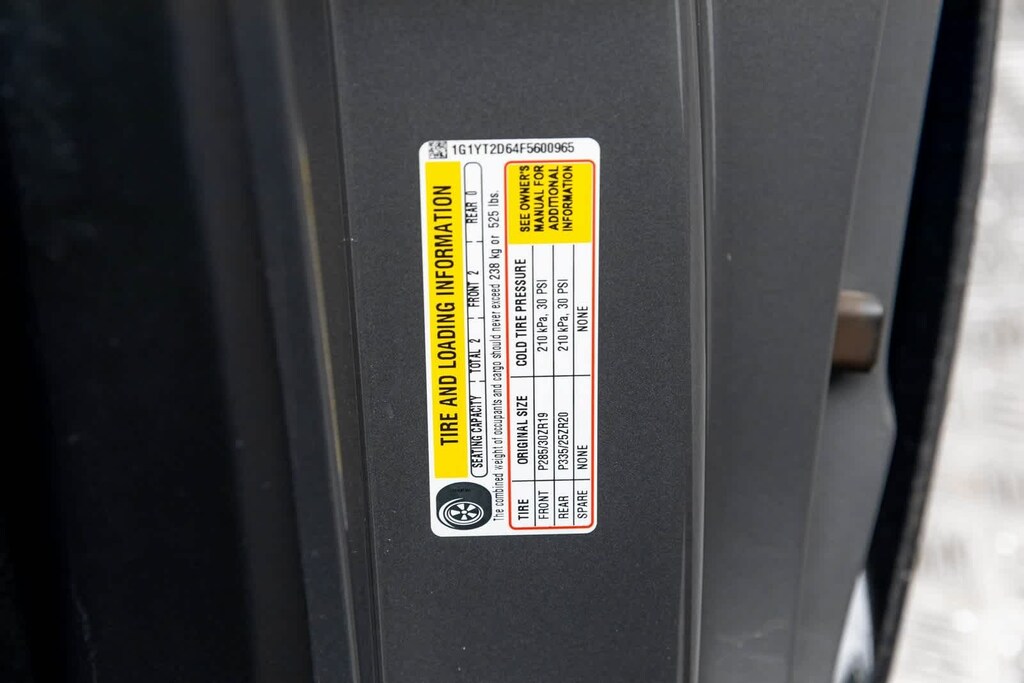 1G1YT2D64F5600965
TIRE AND LOADING INFORMATION
SEATING CAPACITY TOTAL 2 FRONT 2 REAR 0
The combined weight of occupants and cargo should never exceed 238 kg or 525 lbs.
TIRE ORIGINAL SIZE COLD TIRE PRESSURE
FRONT P285/30ZR19 210 kPa, 30 PSI
REAR P335/25ZR20 210 kPa, 30 PSI
SPARE NONE NONE
SEE OWNER'S
MANUAL FOR
ADDITIONAL
INFORMATION